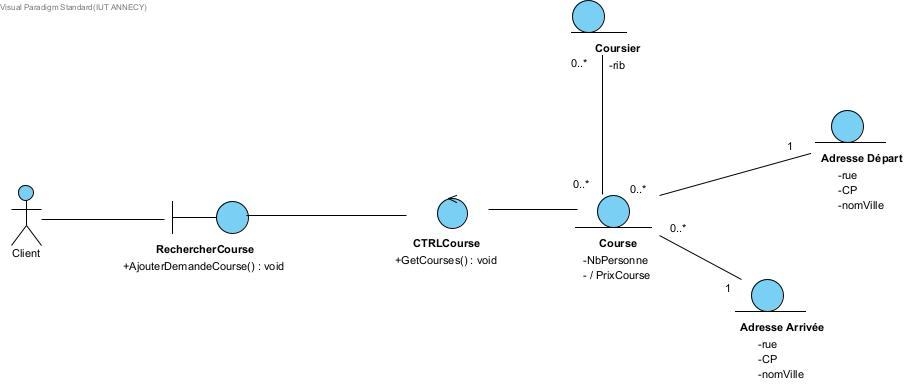 Visual Paradigm Standard(IUT ANNECY)
Coursier
0..*
-rib
1
Adresse Départ
-rue
-CP
-nomVille
0..*
0..*
Client
RechercherCourse
+AjouterDemandeCourse() : void
CTRLCourse
+GetCourses() : void
Course
-NbPersonne
- / PrixCourse
0..*
1
Adresse Arrivée
-rue
-CP
-nomVille